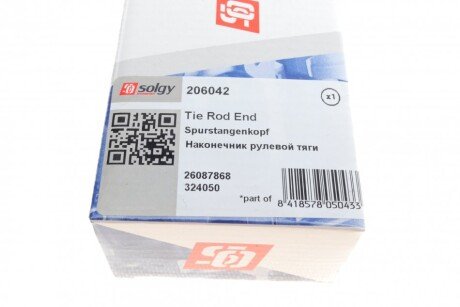 solgy
206042
x1
Tie Rod End
Spurstangenkopf
Наконечник рулевой тяги
26087868
324050
*part of
8 418578 050433